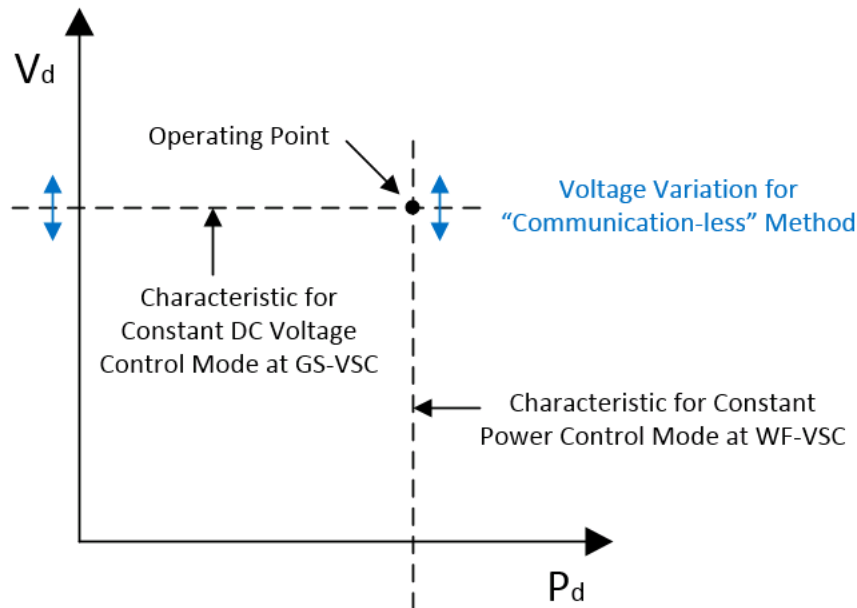 Vd
Operating Point
Voltage Variation for
“Communication-less” Method
Characteristic for
Constant DC Voltage
Control Mode at GS-VSC
Characteristic for Constant
Power Control Mode at WF-VSC
Pd